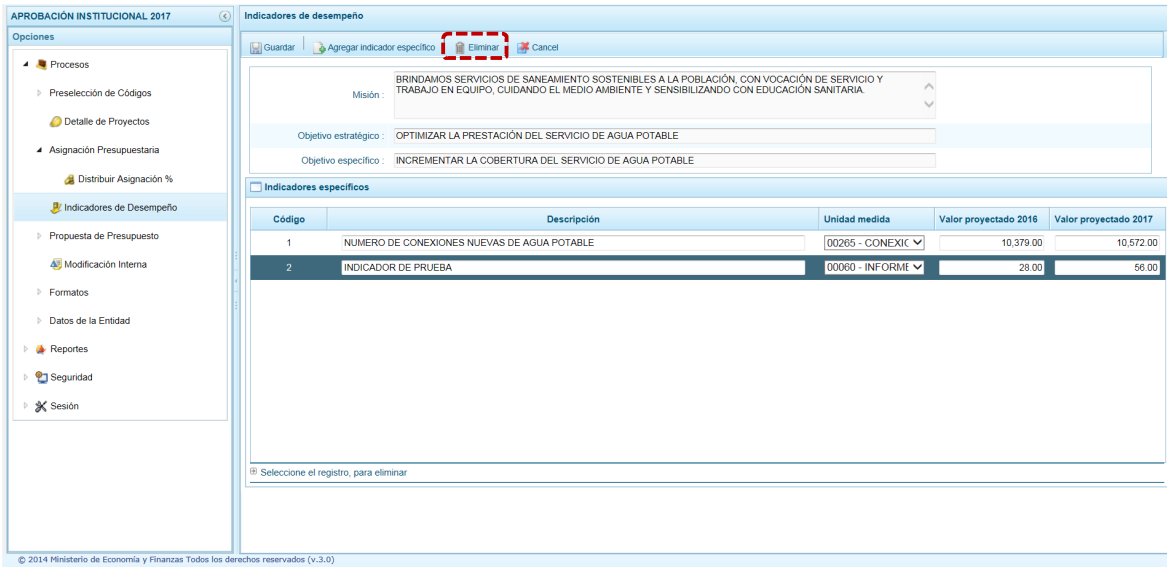 APROBACIÓN INSTITUCIONAL 2017
Opciones
Procesos
Preselección de Códigos
Detalle de Proyectos
Asignación Presupuestaria
Distribuir Asignación %
Indicadores de Desempeño
Propuesta de Presupuesto
Modificación Interna
Formatos
Datos de la Entidad
Reportes
Seguridad
Sesión
Indicadores de desempeño
Guardar Agregar indicador específico Eliminar Cancel
Misión : BRINDAMOS SERVICIOS DE SANEAMIENTO SOSTENIBLES A LA POBLACIÓN, CON VOCACIÓN DE SERVICIO Y
TRABAJO EN EQUIPO, CUIDANDO EL MEDIO AMBIENTE Y SENSIBILIZANDO CON EDUCACIÓN SANITARIA.
Objetivo estratégico : OPTIMIZAR LA PRESTACIÓN DEL SERVICIO DE AGUA POTABLE
Objetivo específico : INCREMENTAR LA COBERTURA DEL SERVICIO DE AGUA POTABLE
Indicadores específicos
Código Descripción Unidad medida Valor proyectado 2016 Valor proyectado 2017
1 NUMERO DE CONEXIONES NUEVAS DE AGUA POTABLE 00265 - CONEXIC 10,379.00 10,572.00
2 INDICADOR DE PRUEBA 00060 - INFORME 28.00 56.00
Seleccione el registro, para eliminar
© 2014 Ministerio de Economía y Finanzas Todos los derechos reservados (v.3.0)